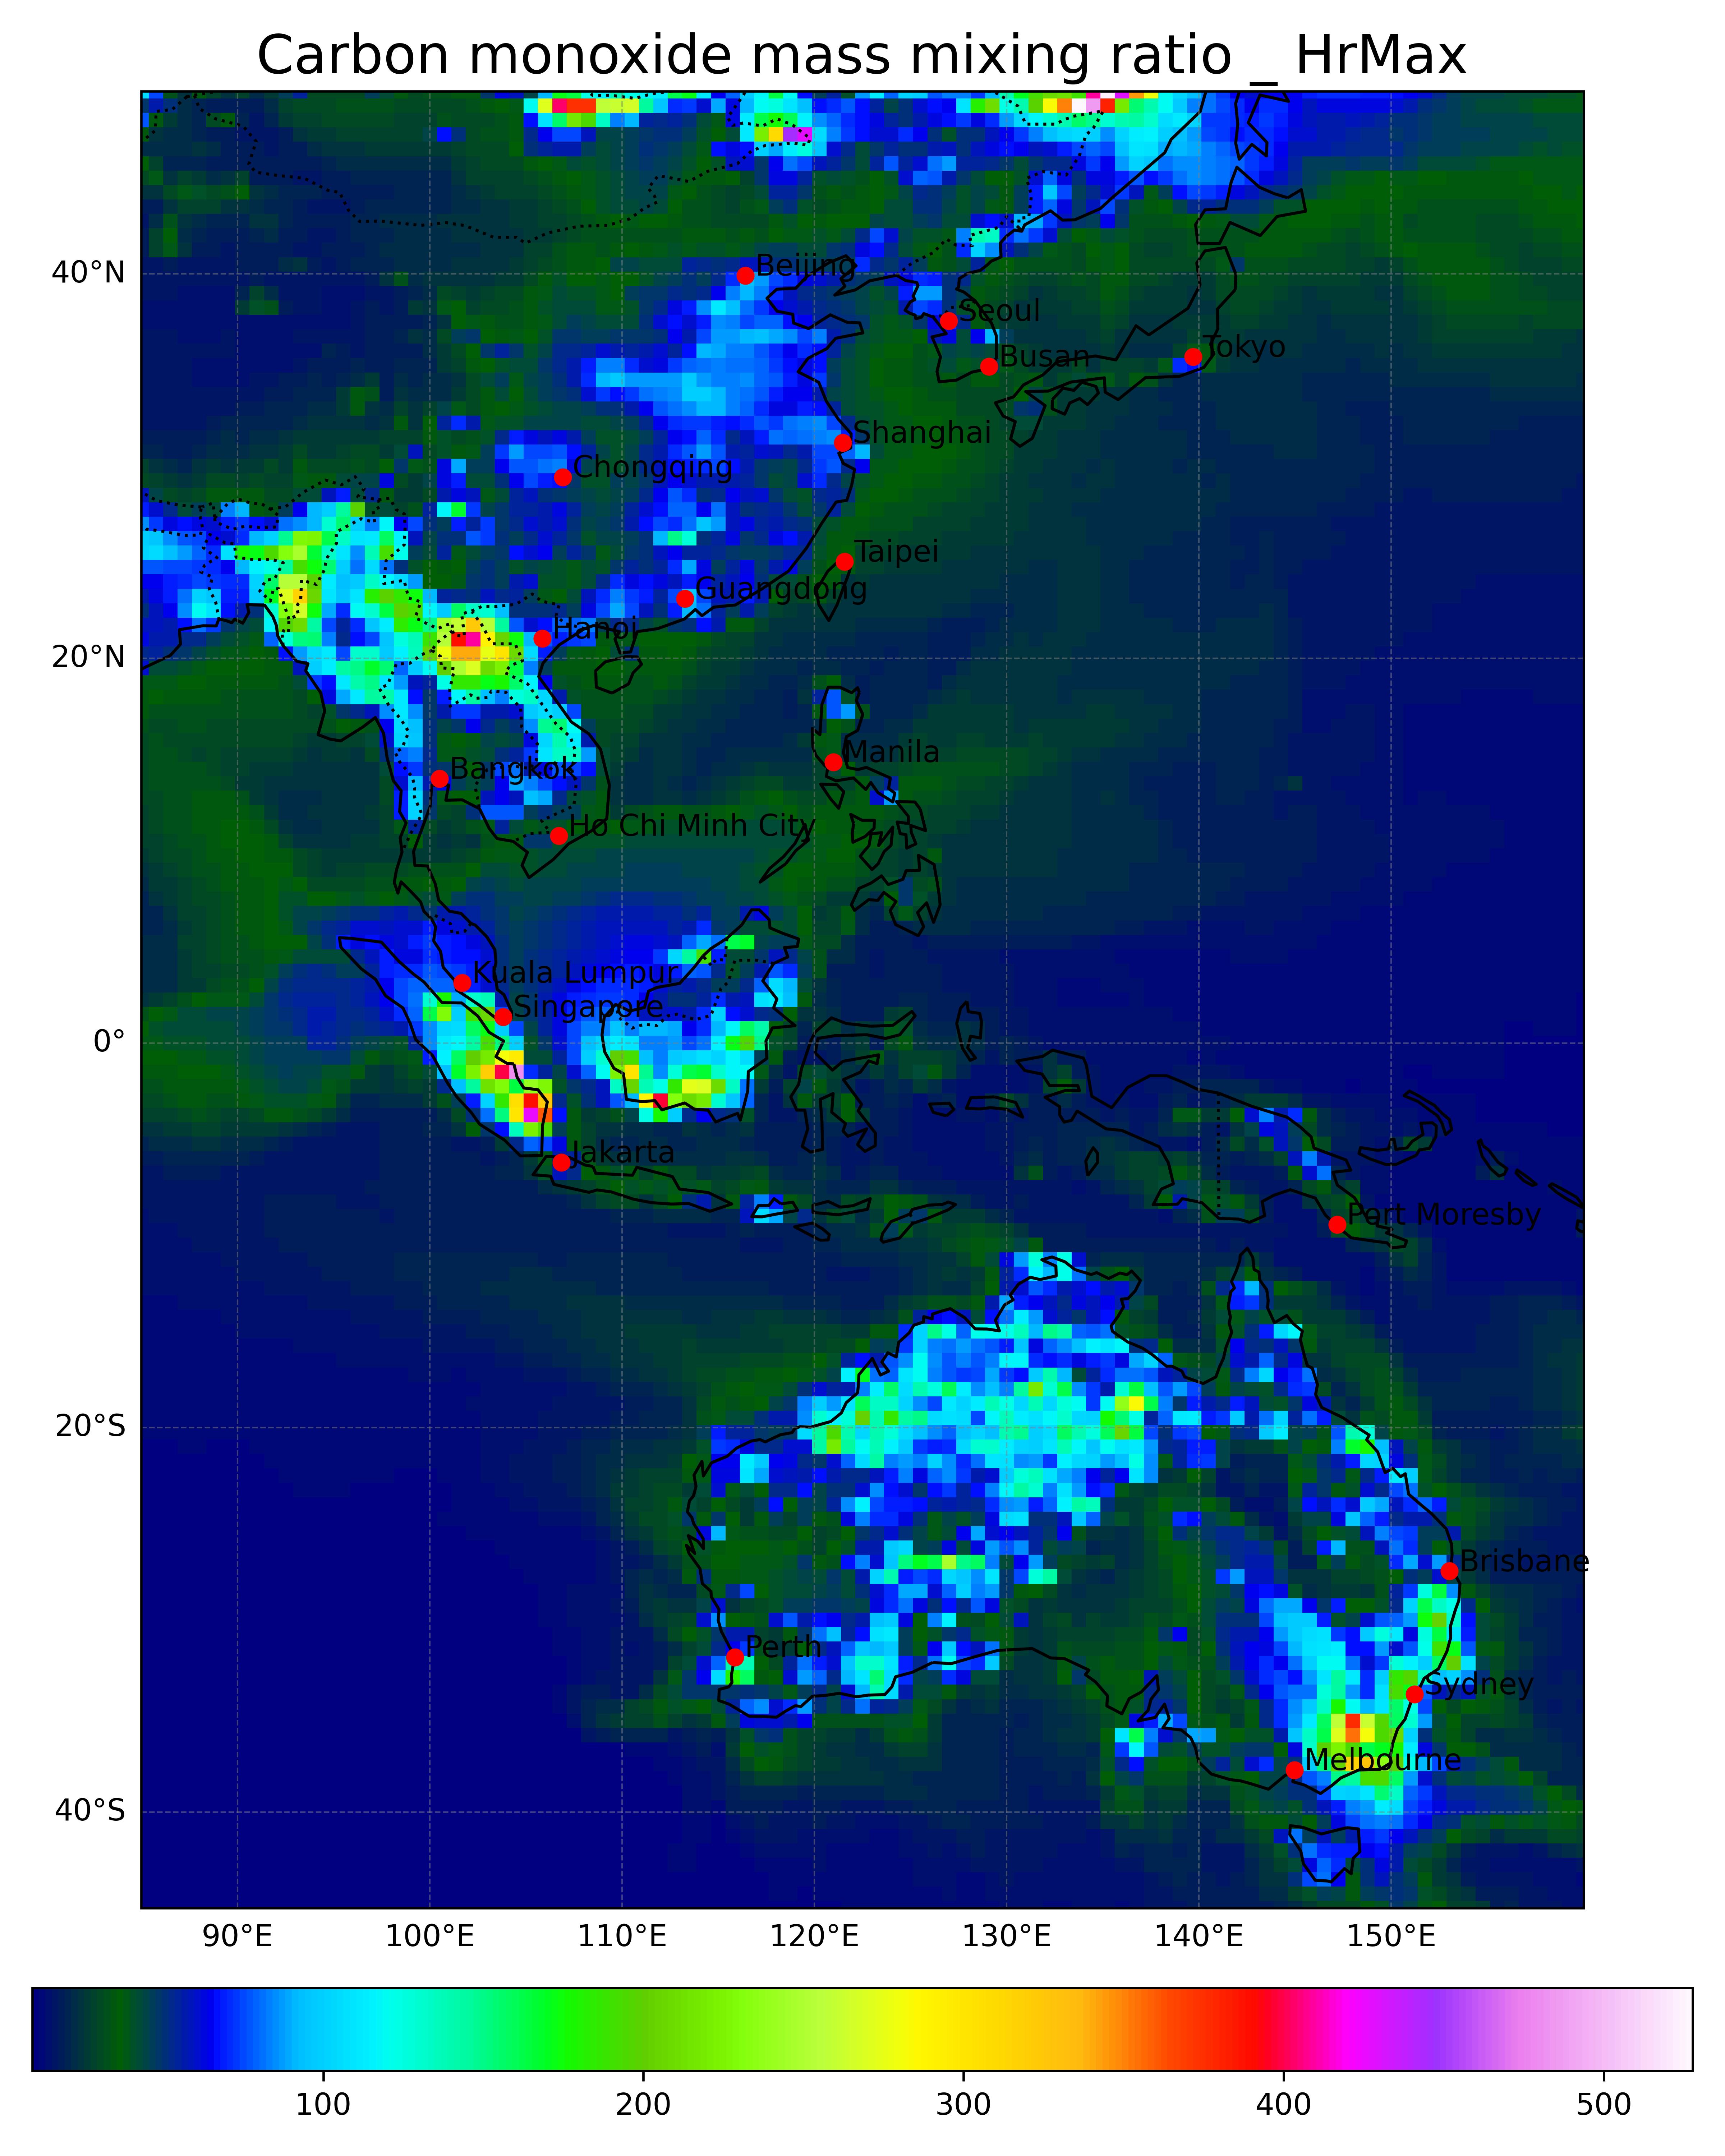 Carbon monoxide mass mixing ratio _ HrMax
40°N
20°N
0°
20°S
40°S
Beijing
Seoul
Busan
Tokyo
Shanghai
Chongqing
Taipei
Guangdong
Hanoi
Manila
Bangkok
Ho Chi Minh City
Kuala Lumpur
Singapore
Jakarta
Port Moresby
Brisbane
Perth
Sydney
Melbourne
90°E 100°E 110°E 120°E 130°E 140°E 150°E
100 200 300 400 500